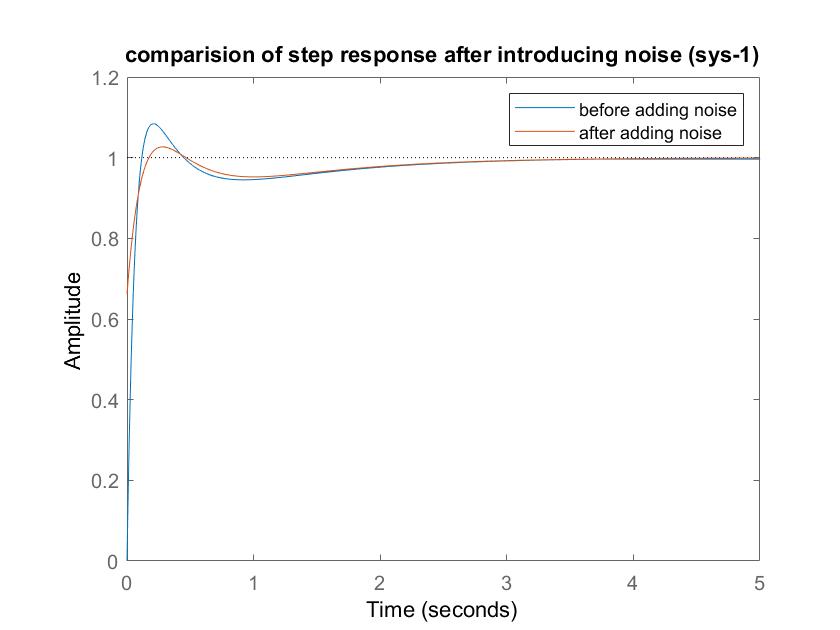 comparision of step response after introducing noise (sys-1)
1.2
1
0.8
0.6
0.4
0.2
0
Amplitude
before adding noise
after adding noise
0 1 2 3 4 5
Time (seconds)